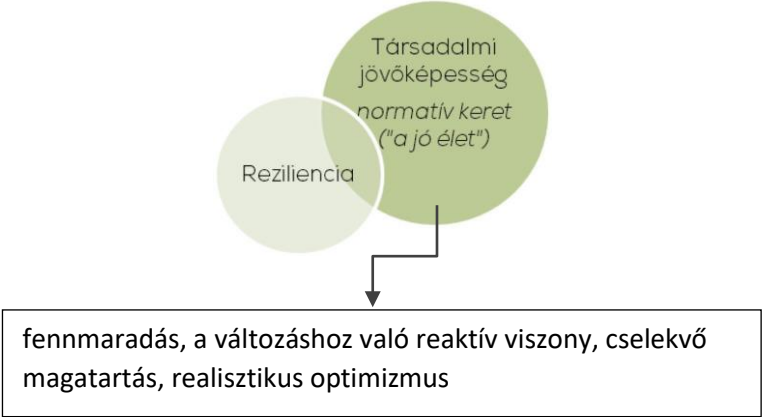 Társadalmi
jövőképesség
normatív keret
("a jó élet")
Reziliencia
fennmaradás, a változáshoz való reaktív viszony, cselekvő
magatartás, realisztikus optimizmus